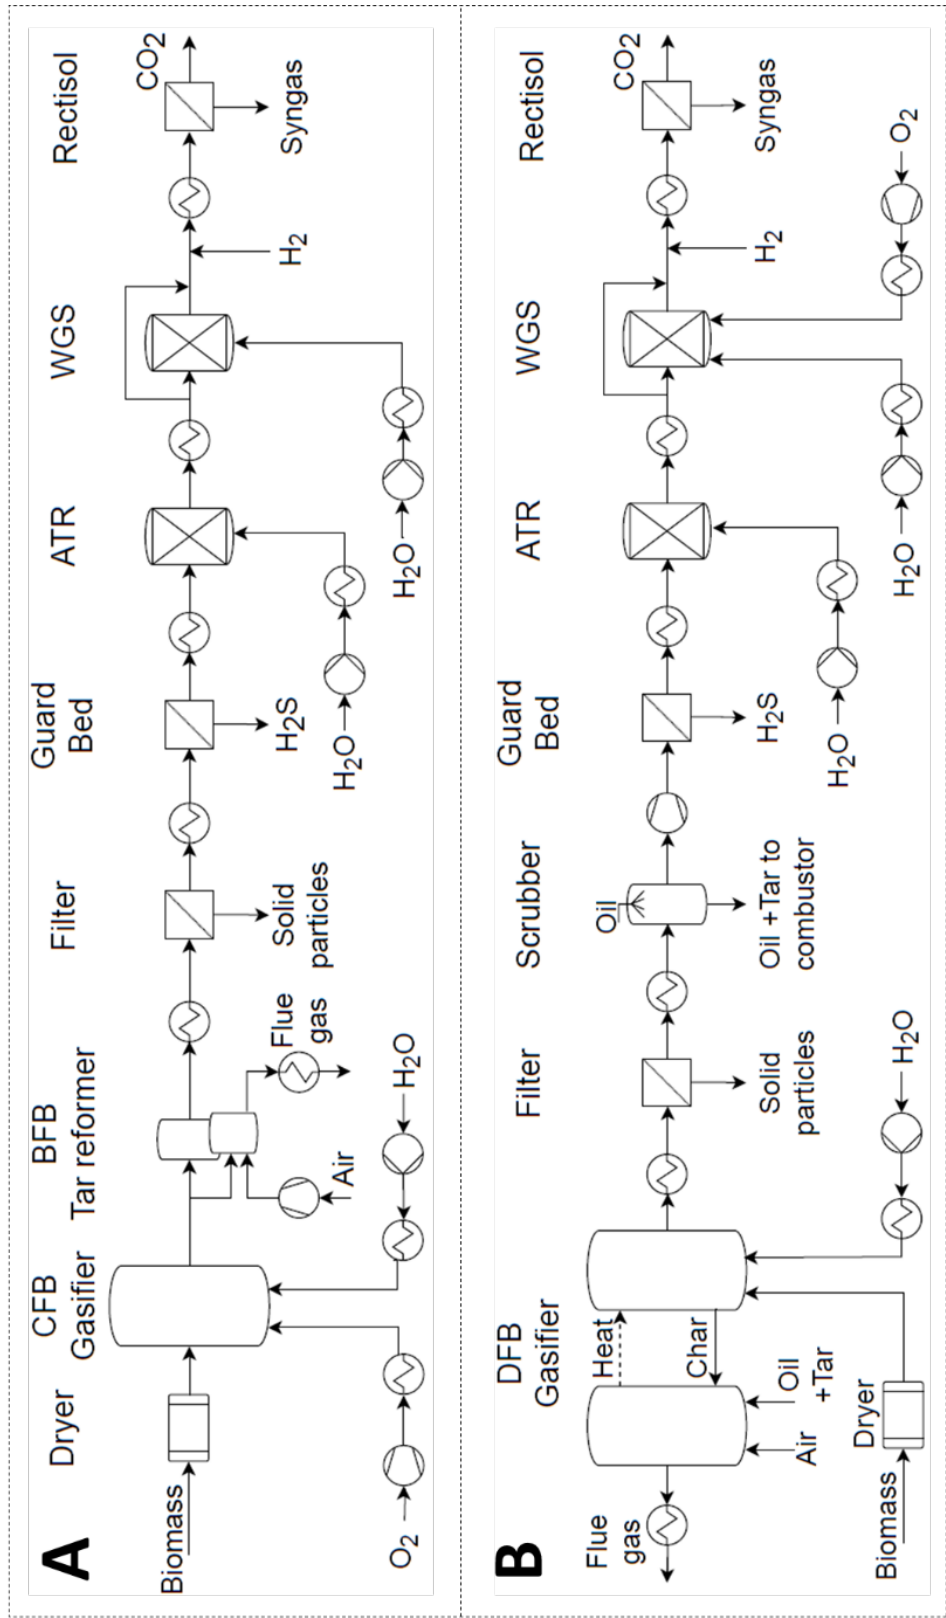 A
Dryer
CFB
Gasifier
BFB
Tar reformer
Filter
Guard
Bed
ATR
WGS
Rectisol
Biomass
O2
H2O
Air
Flue
gas
Solid
particles
H2S
H2O
H2O
H2
CO2
Syngas
B
DFB
Gasifier
Filter
Scrubber
Guard
Bed
ATR
WGS
Rectisol
Flue
gas
Heat
Char
Air
Oil
+Tar
Biomass
Dryer
H2O
Solid
particles
Oil
Oil +Tar to
combustor
H2S
H2O
H2O
O2
H2
CO2
Syngas